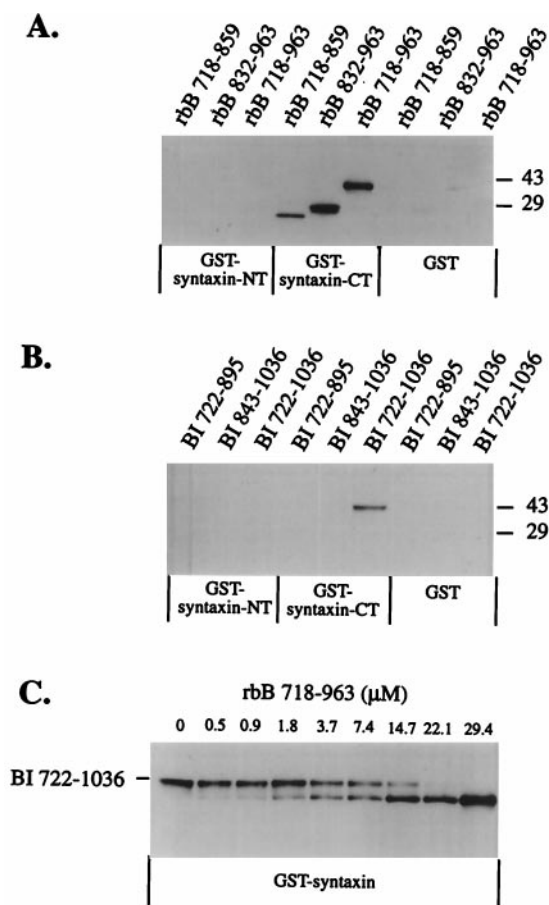 A.
rbB 718-859
rbB 832-963
rbB 718-963
rbB 718-859
rbB 832-963
rbB 718-963
rbB 718-859
rbB 832-963
rbB 718-963
43
29
GST-
syntaxin-NT
GST-
syntaxin-CT
GST
B.
BI 722-895
BI 843-1036
BI 722-1036
BI 722-895
BI 843-1036
BI 722-1036
BI 722-895
BI 843-1036
BI 722-1036
43
29
GST-
syntaxin-NT
GST-
syntaxin-CT
GST
C.
rbB 718-963 (μM)
0 0.5 0.9 1.8 3.7 7.4 14.7 22.1 29.4
BI 722-1036
GST-syntaxin